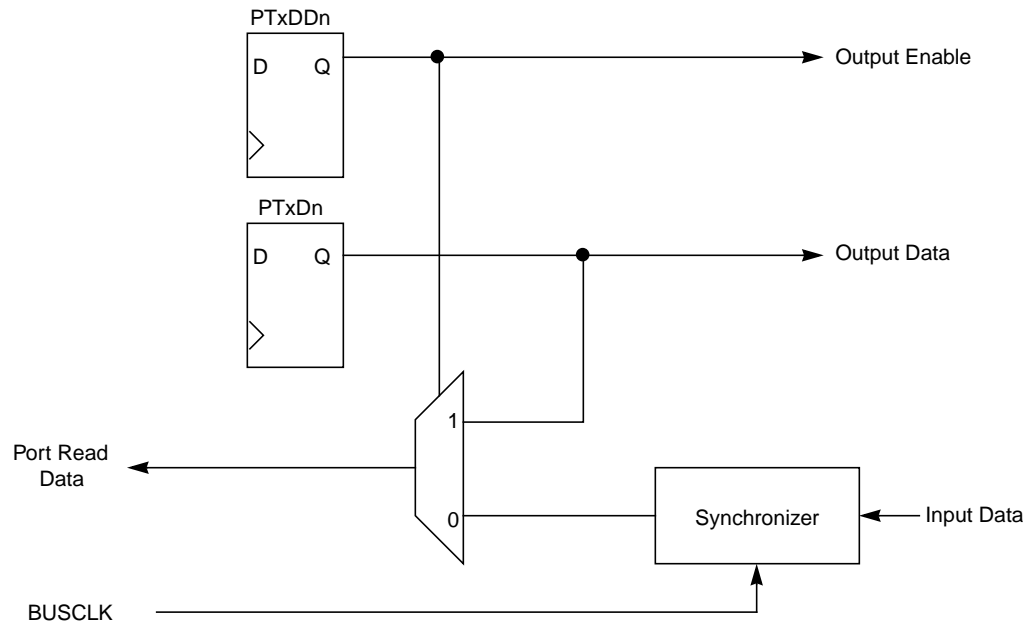 PTxDDn
D Q
Output Enable
PTxDn
D Q
Output Data
1
Port Read
Data
0
Synchronizer
Input Data
BUSCLK